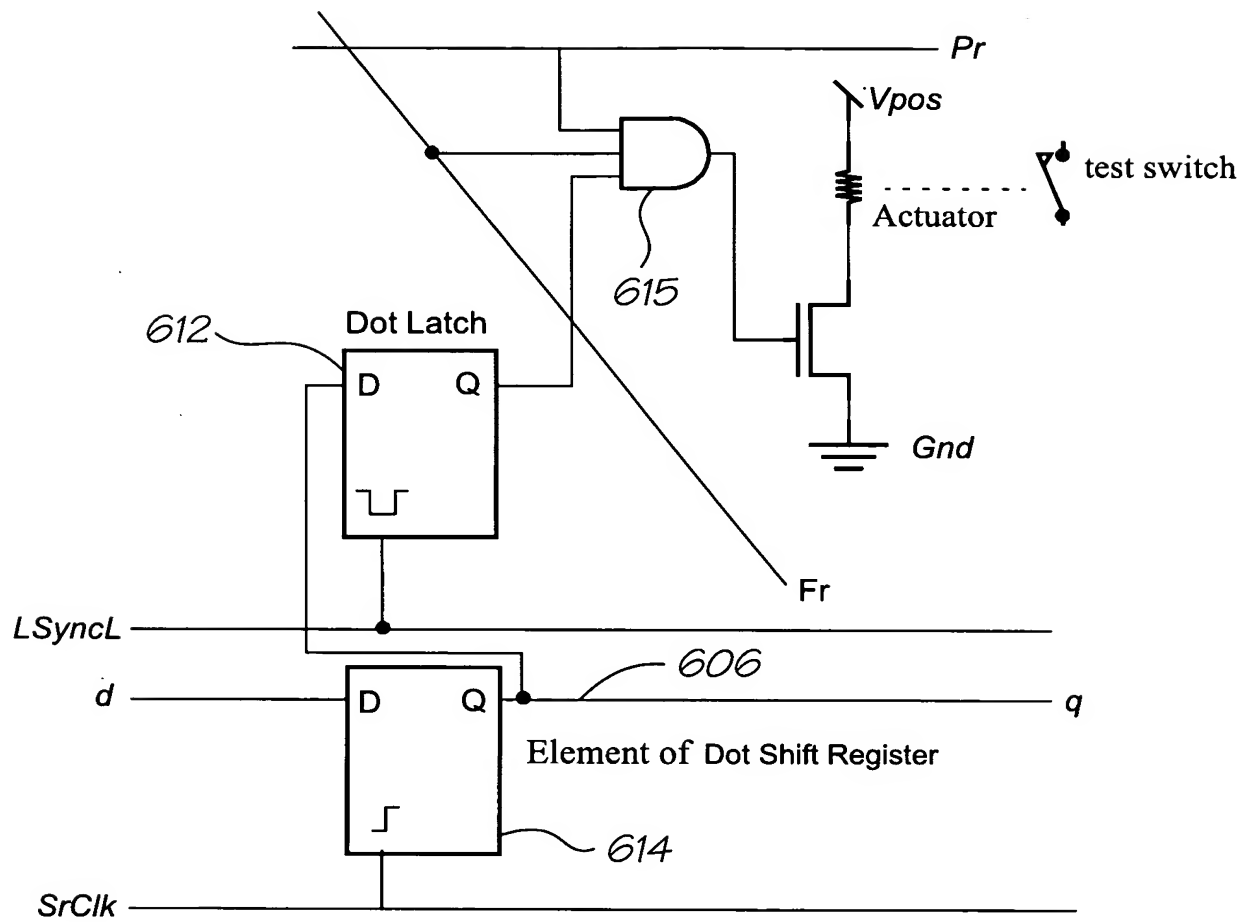 Pr
Vpos
test switch
Actuator
615
612
Dot Latch
D Q
Gnd
Fr
LSyncL
606
d
D Q
q
Element of Dot Shift Register
614
SrClk